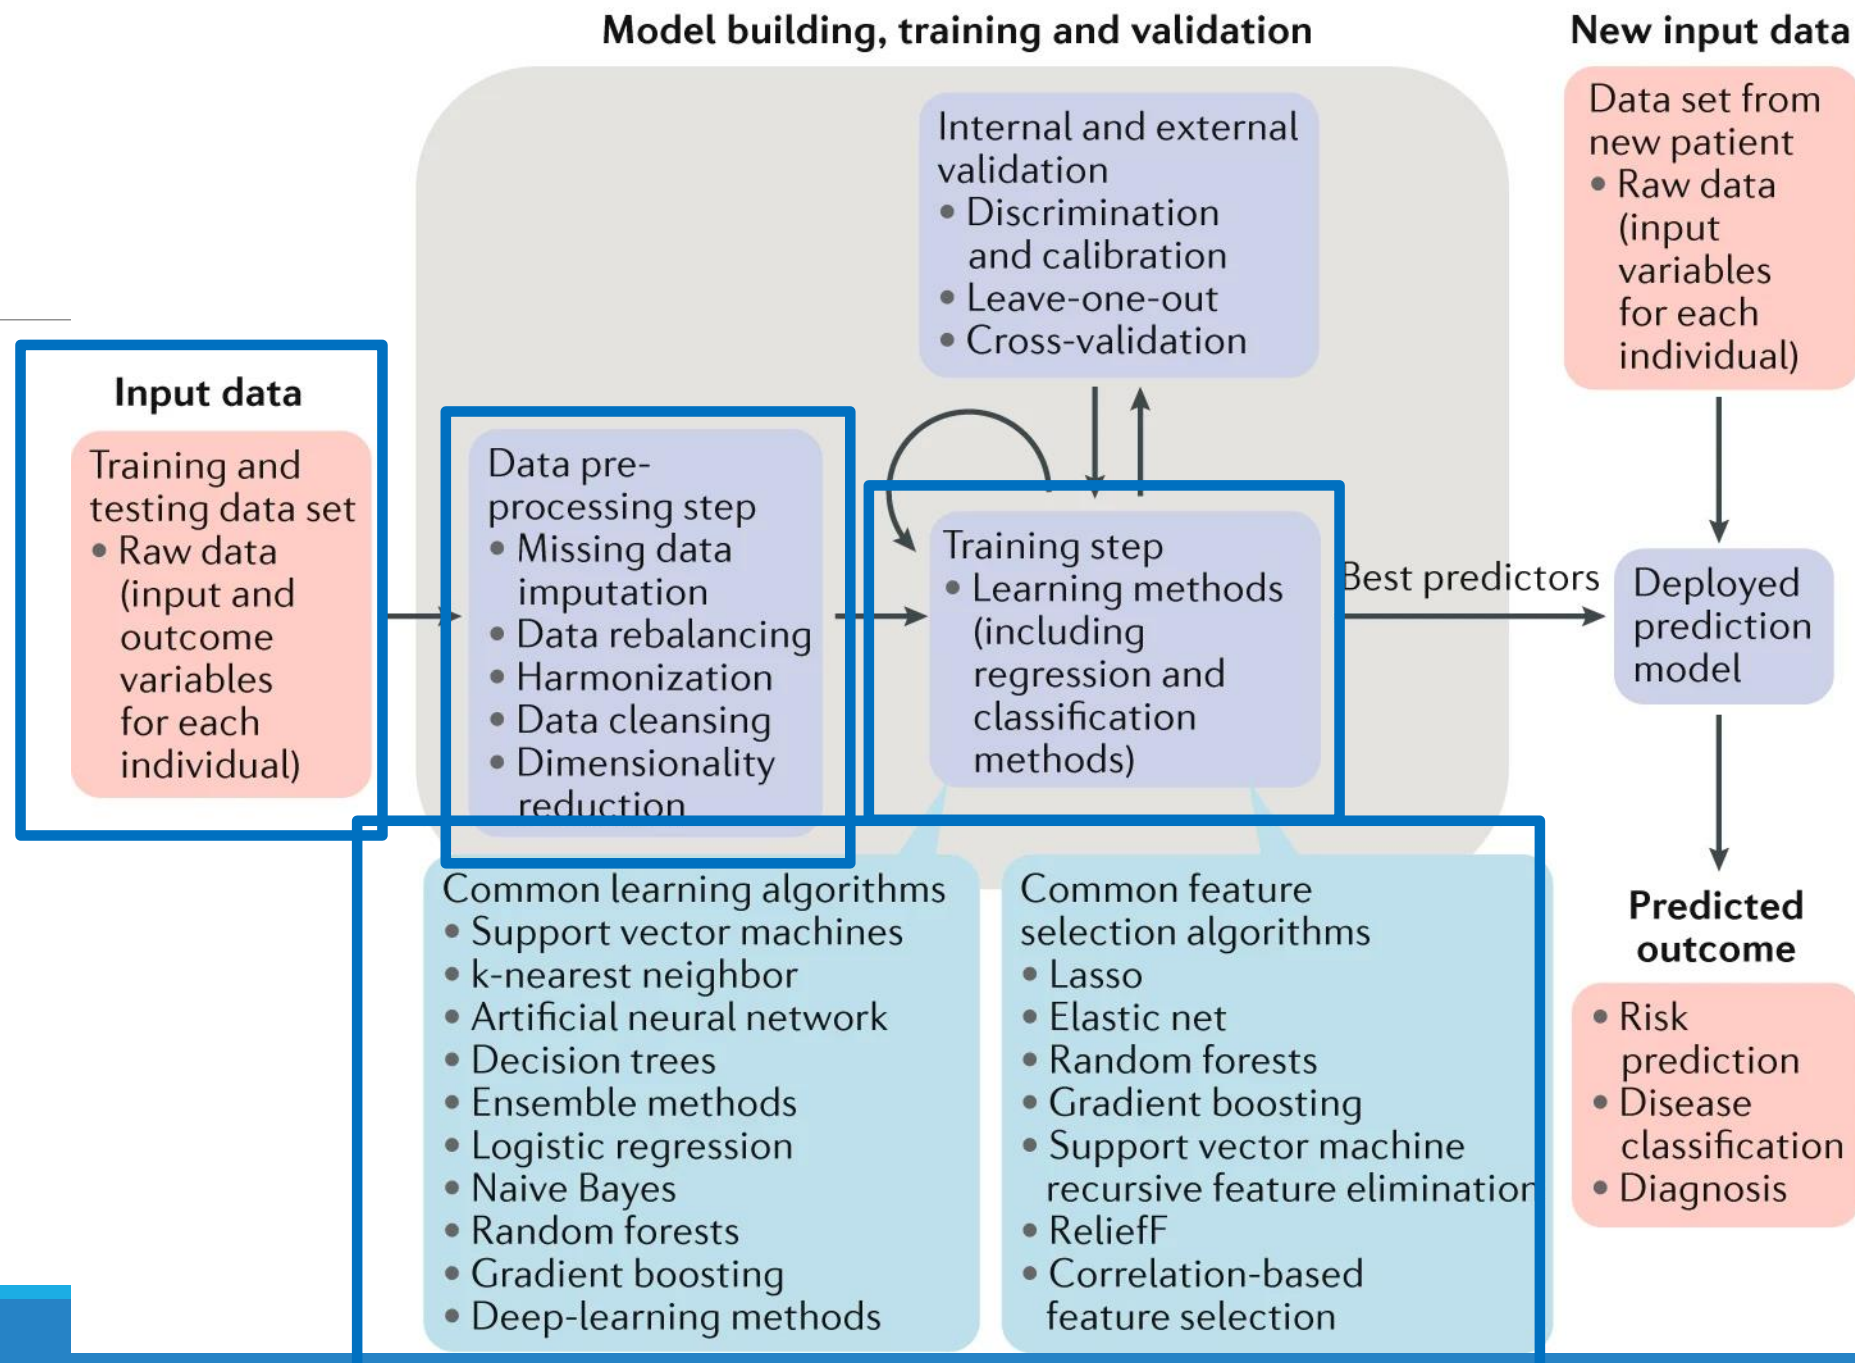 Model building, training and validation
New input data
Internal and external
validation
• Discrimination
and calibration
• Leave-one-out
• Cross-validation
Data set from
new patient
• Raw data
(input
variables
for each
individual)
Input data
Training and
testing data set
• Raw data
(input and
outcome
variables
for each
individual)
Data pre-
processing step
• Missing data
imputation
• Data rebalancing
• Harmonization
• Data cleansing
• Dimensionality
reduction
Training step
• Learning methods
(including
regression and
classification
methods)
Best predictors
Deployed
prediction
model
Common learning algorithms
• Support vector machines
• k-nearest neighbor
• Artificial neural network
• Decision trees
• Ensemble methods
• Logistic regression
• Naive Bayes
• Random forests
• Gradient boosting
• Deep-learning methods
Common feature
selection algorithms
• Lasso
• Elastic net
• Random forests
• Gradient boosting
• Support vector machine
recursive feature elimination
• ReliefF
• Correlation-based
feature selection
Predicted
outcome
• Risk
prediction
• Disease
classification
• Diagnosis